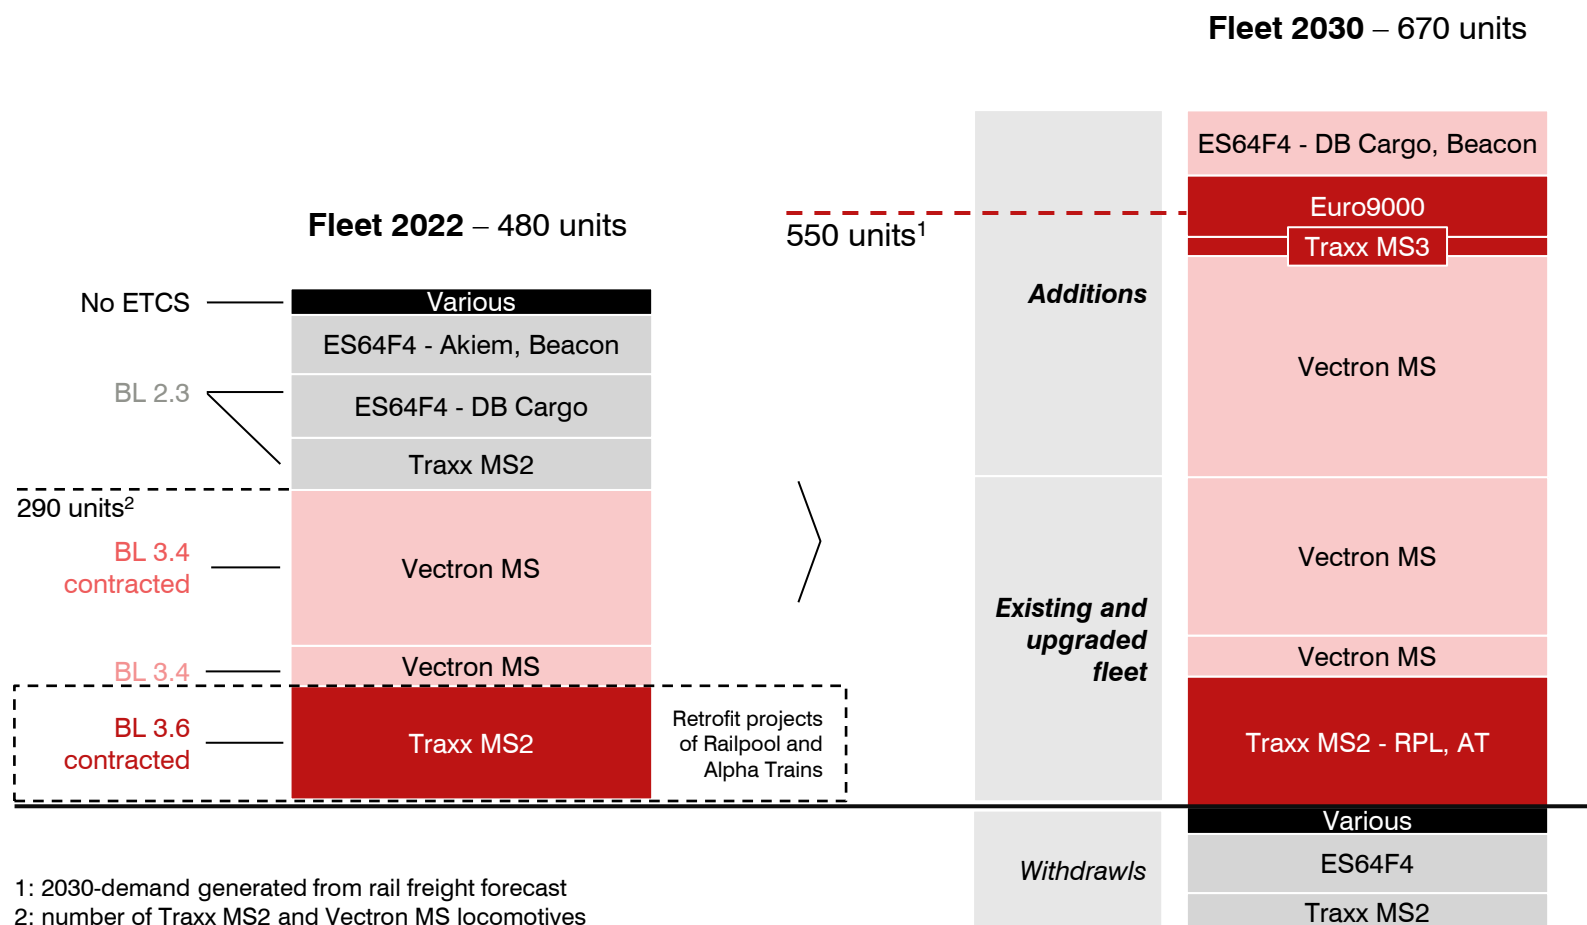 Fleet 2030 – 670 units
Fleet 2022 – 480 units
No ETCS
Various
ES64F4 - Akiem, Beacon
BL 2.3
ES64F4 - DB Cargo
Traxx MS2
290 units2
BL 3.4
contracted
Vectron MS
BL 3.4
Vectron MS
BL 3.6
contracted
Traxx MS2
Retrofit projects
of Railpool and
Alpha Trains
550 units1
Additions
ES64F4 - DB Cargo, Beacon
Euro9000
Traxx MS3
Vectron MS
Existing and
upgraded
fleet
Vectron MS
Vectron MS
Traxx MS2 - RPL, AT
Withdrawls
Various
ES64F4
Traxx MS2
1: 2030-demand generated from rail freight forecast
2: number of Traxx MS2 and Vectron MS locomotives